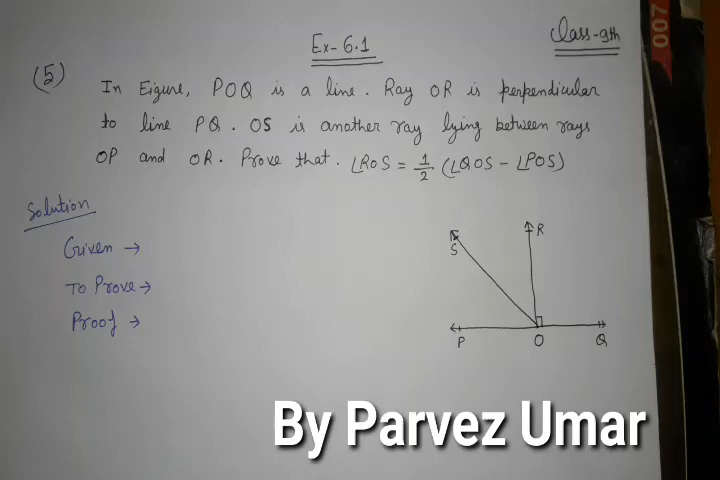 Ex- 6.1
Class-9th
007
(5)
In Eigure, POQ is a line. Ray OR is perpendicular
to line PQ. OS is another ray lying between rays
OP and OR. Prove that. ∠ROS = 1/2 (∠QOS - ∠POS)
Solution
Given →
To Prove →
Proof →
R
S
P
O
Q
By Parvez Umar